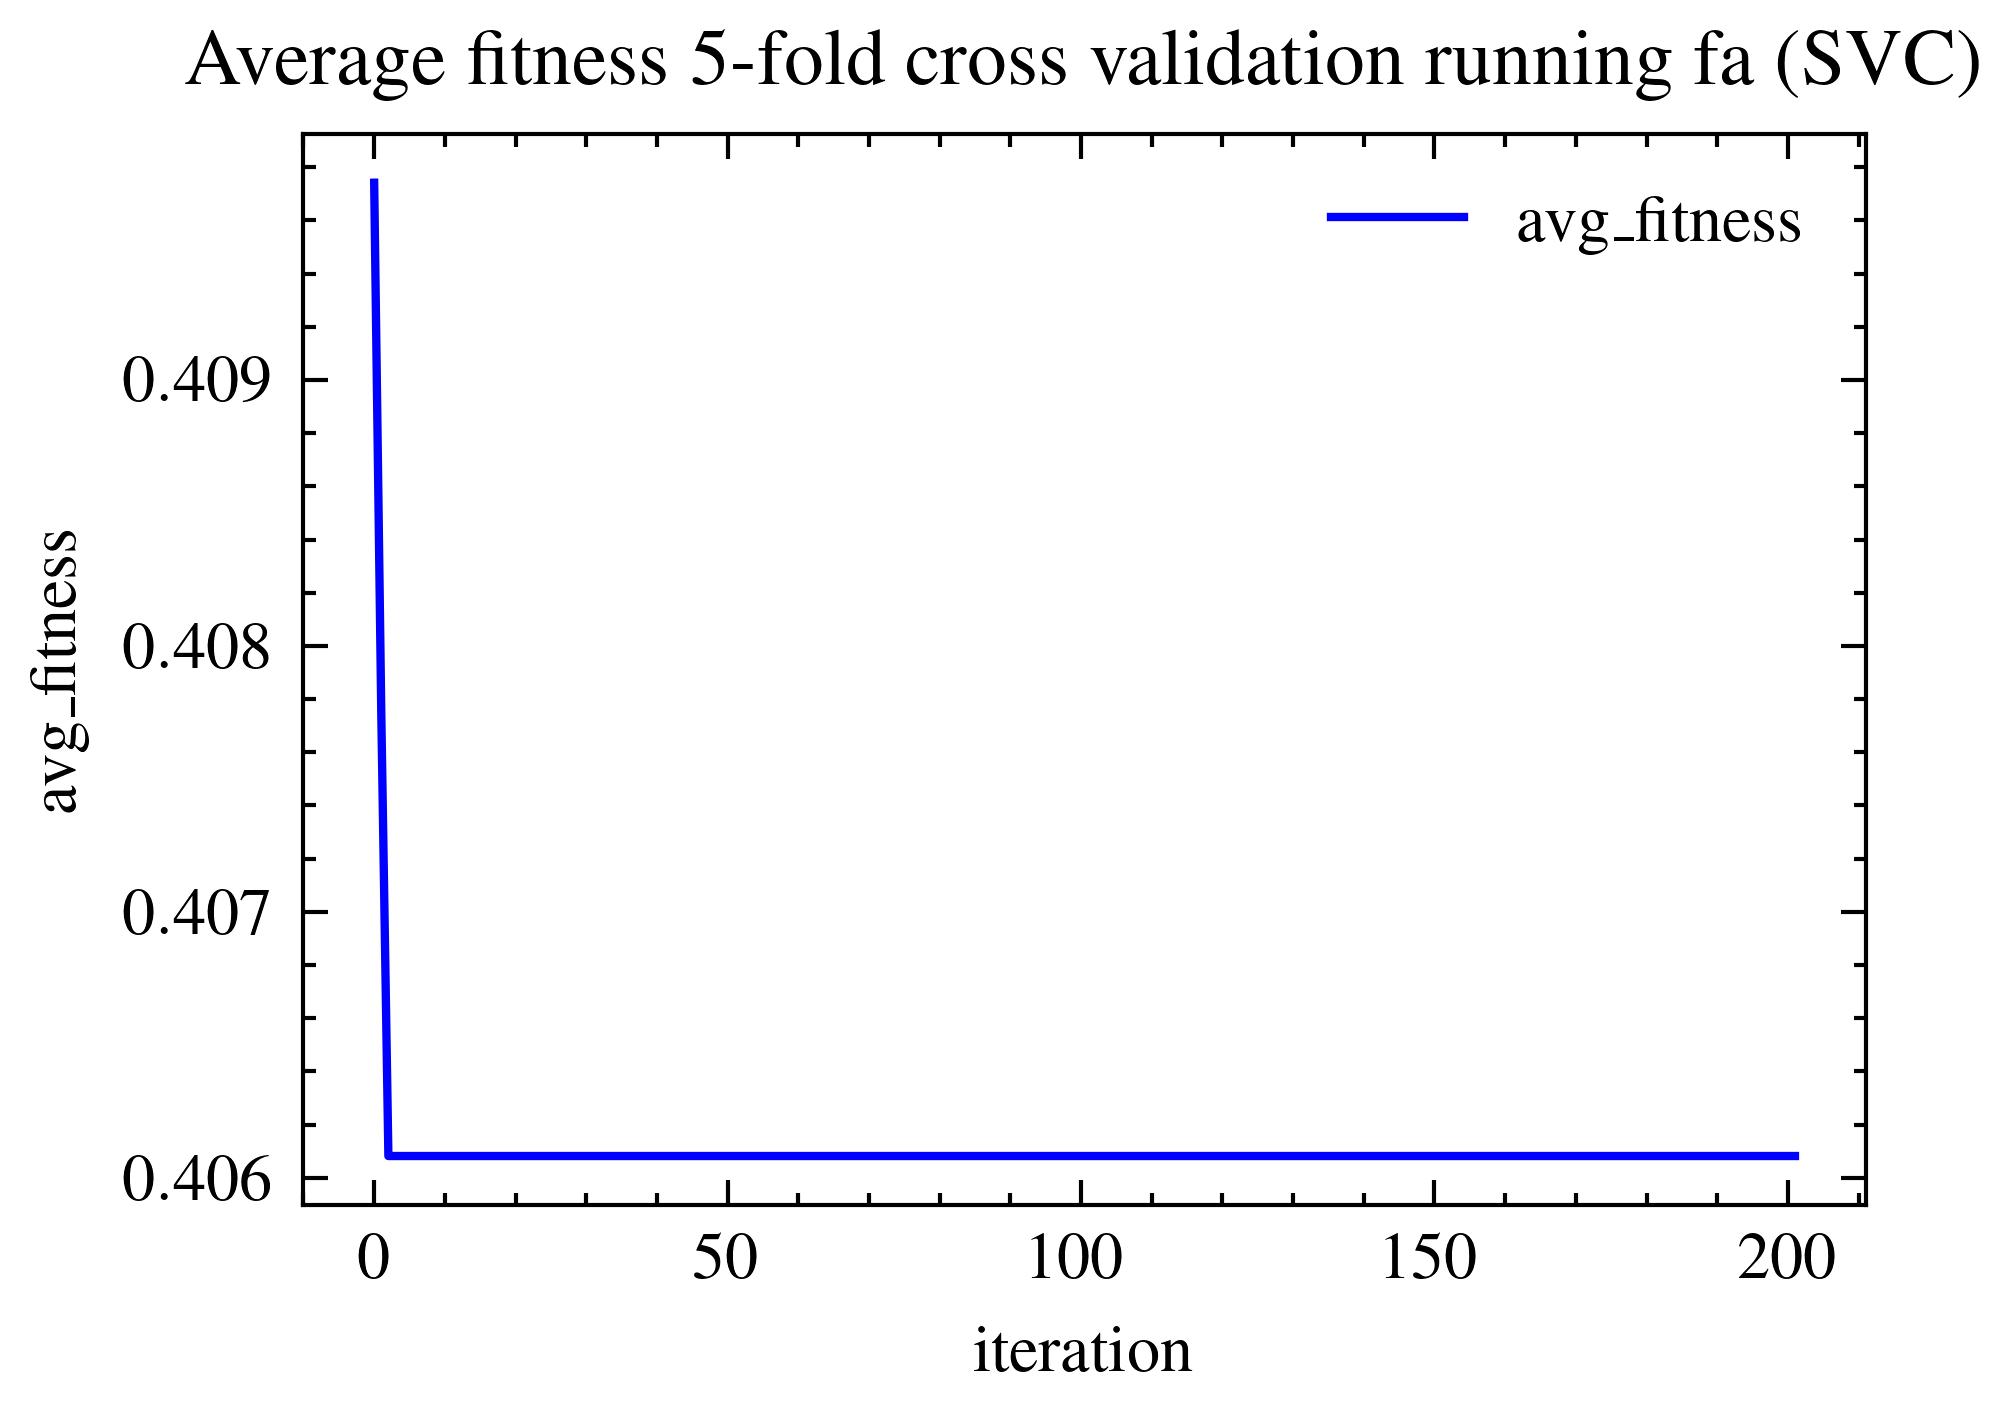 Average fitness 5-fold cross validation running fa (SVC)
avg_fitness
0.409
0.408
0.407
0.406
avg_fitness
0 50 100 150 200
iteration